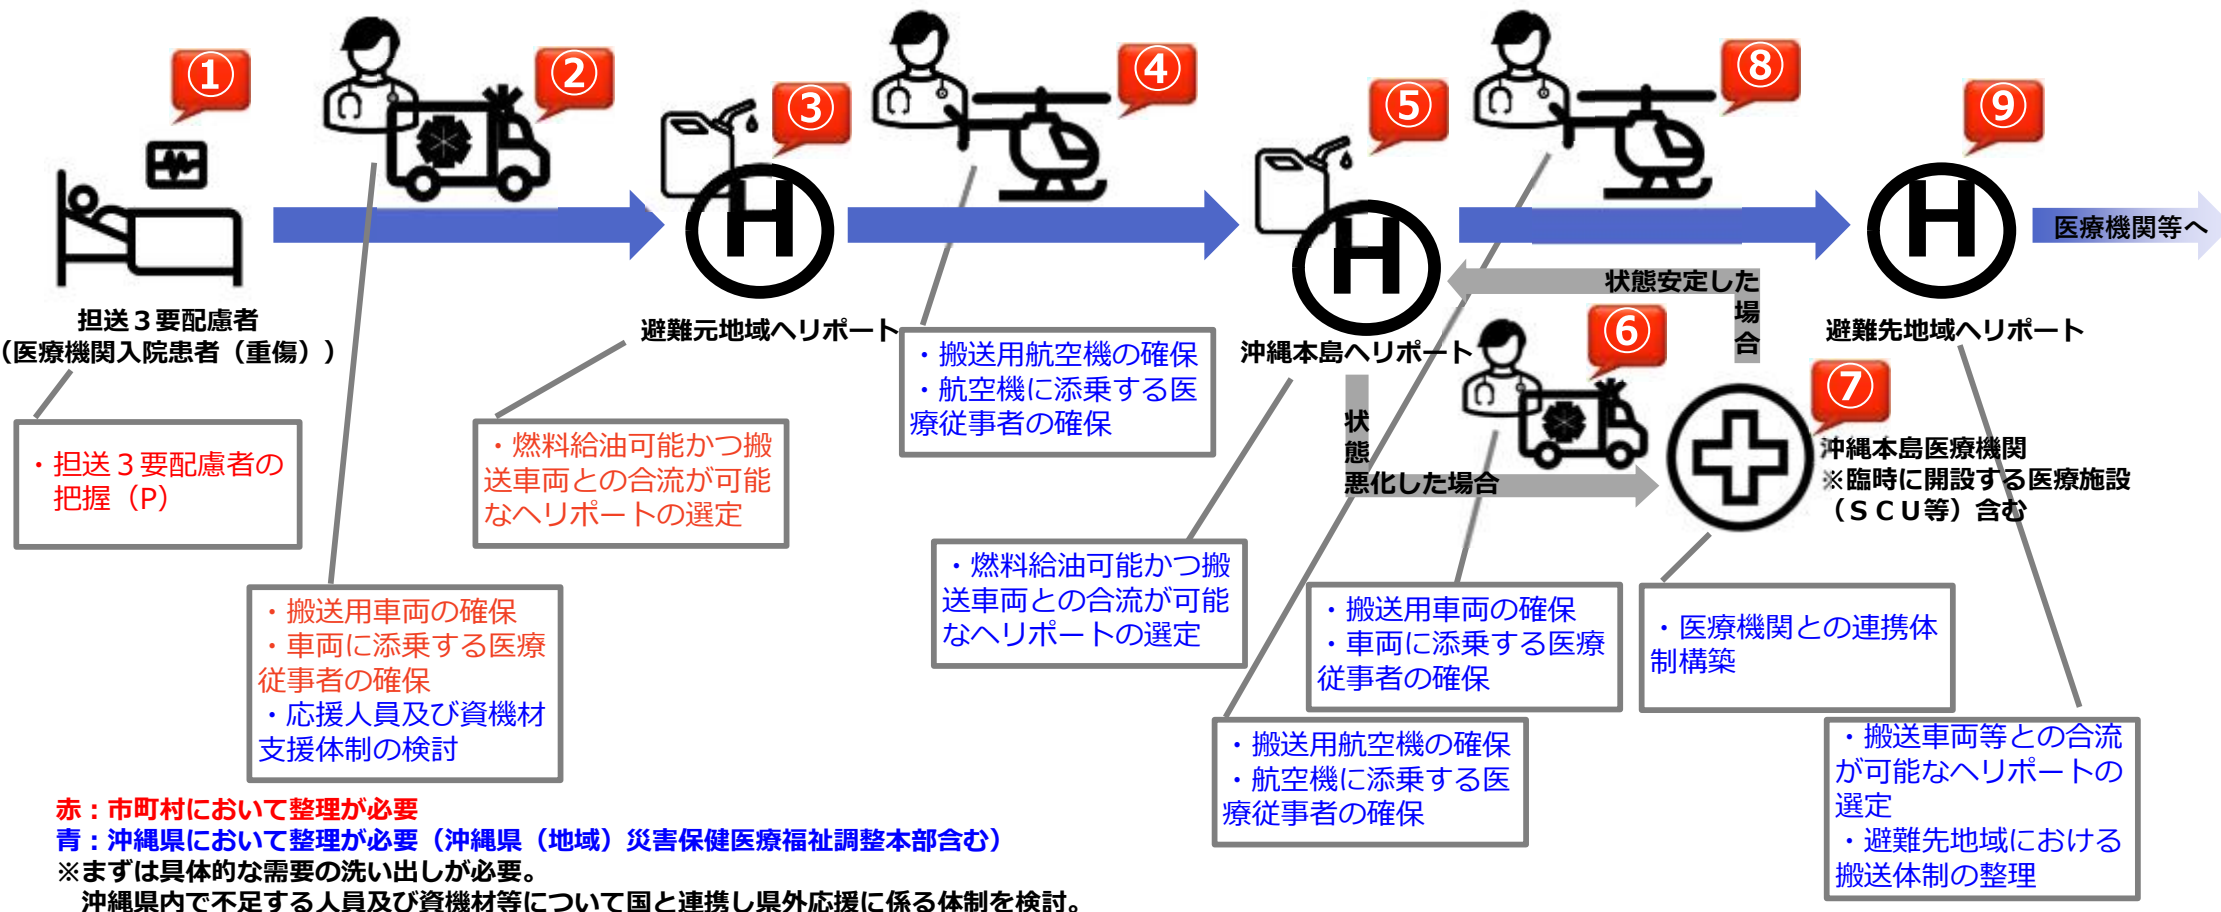 ①
②
③
④
⑤
⑧
⑨
H
H
H
医療機関等へ
担送３要配慮者
（医療機関入院患者（重傷））
避難元地域ヘリポート
沖縄本島ヘリポート
避難先地域ヘリポート
状態安定した
場
合
⑥
⑦
状
態
悪化した場合
沖縄本島医療機関
※臨時に開設する医療施設
（ＳＣＵ等）含む
・担送３要配慮者の
把握（P）
・搬送用車両の確保
・車両に添乗する医療
従事者の確保
・応援人員及び資機材
支援体制の検討
・燃料給油可能かつ搬
送車両との合流が可能
なヘリポートの選定
・搬送用航空機の確保
・航空機に添乗する医
療従事者の確保
・燃料給油可能かつ搬
送車両との合流が可能
なヘリポートの選定
・搬送用車両の確保
・車両に添乗する医療
従事者の確保
・医療機関との連携体
制構築
・搬送用航空機の確保
・航空機に添乗する医
療従事者の確保
・搬送車両等との合流
が可能なヘリポートの
選定
・避難先地域における
搬送体制の整理
赤：市町村において整理が必要
青：沖縄県において整理が必要（沖縄県（地域）災害保健医療福祉調整本部含む）
※まずは具体的な需要の洗い出しが必要。
沖縄県内で不足する人員及び資機材等について国と連携し県外応援に係る体制を検討。